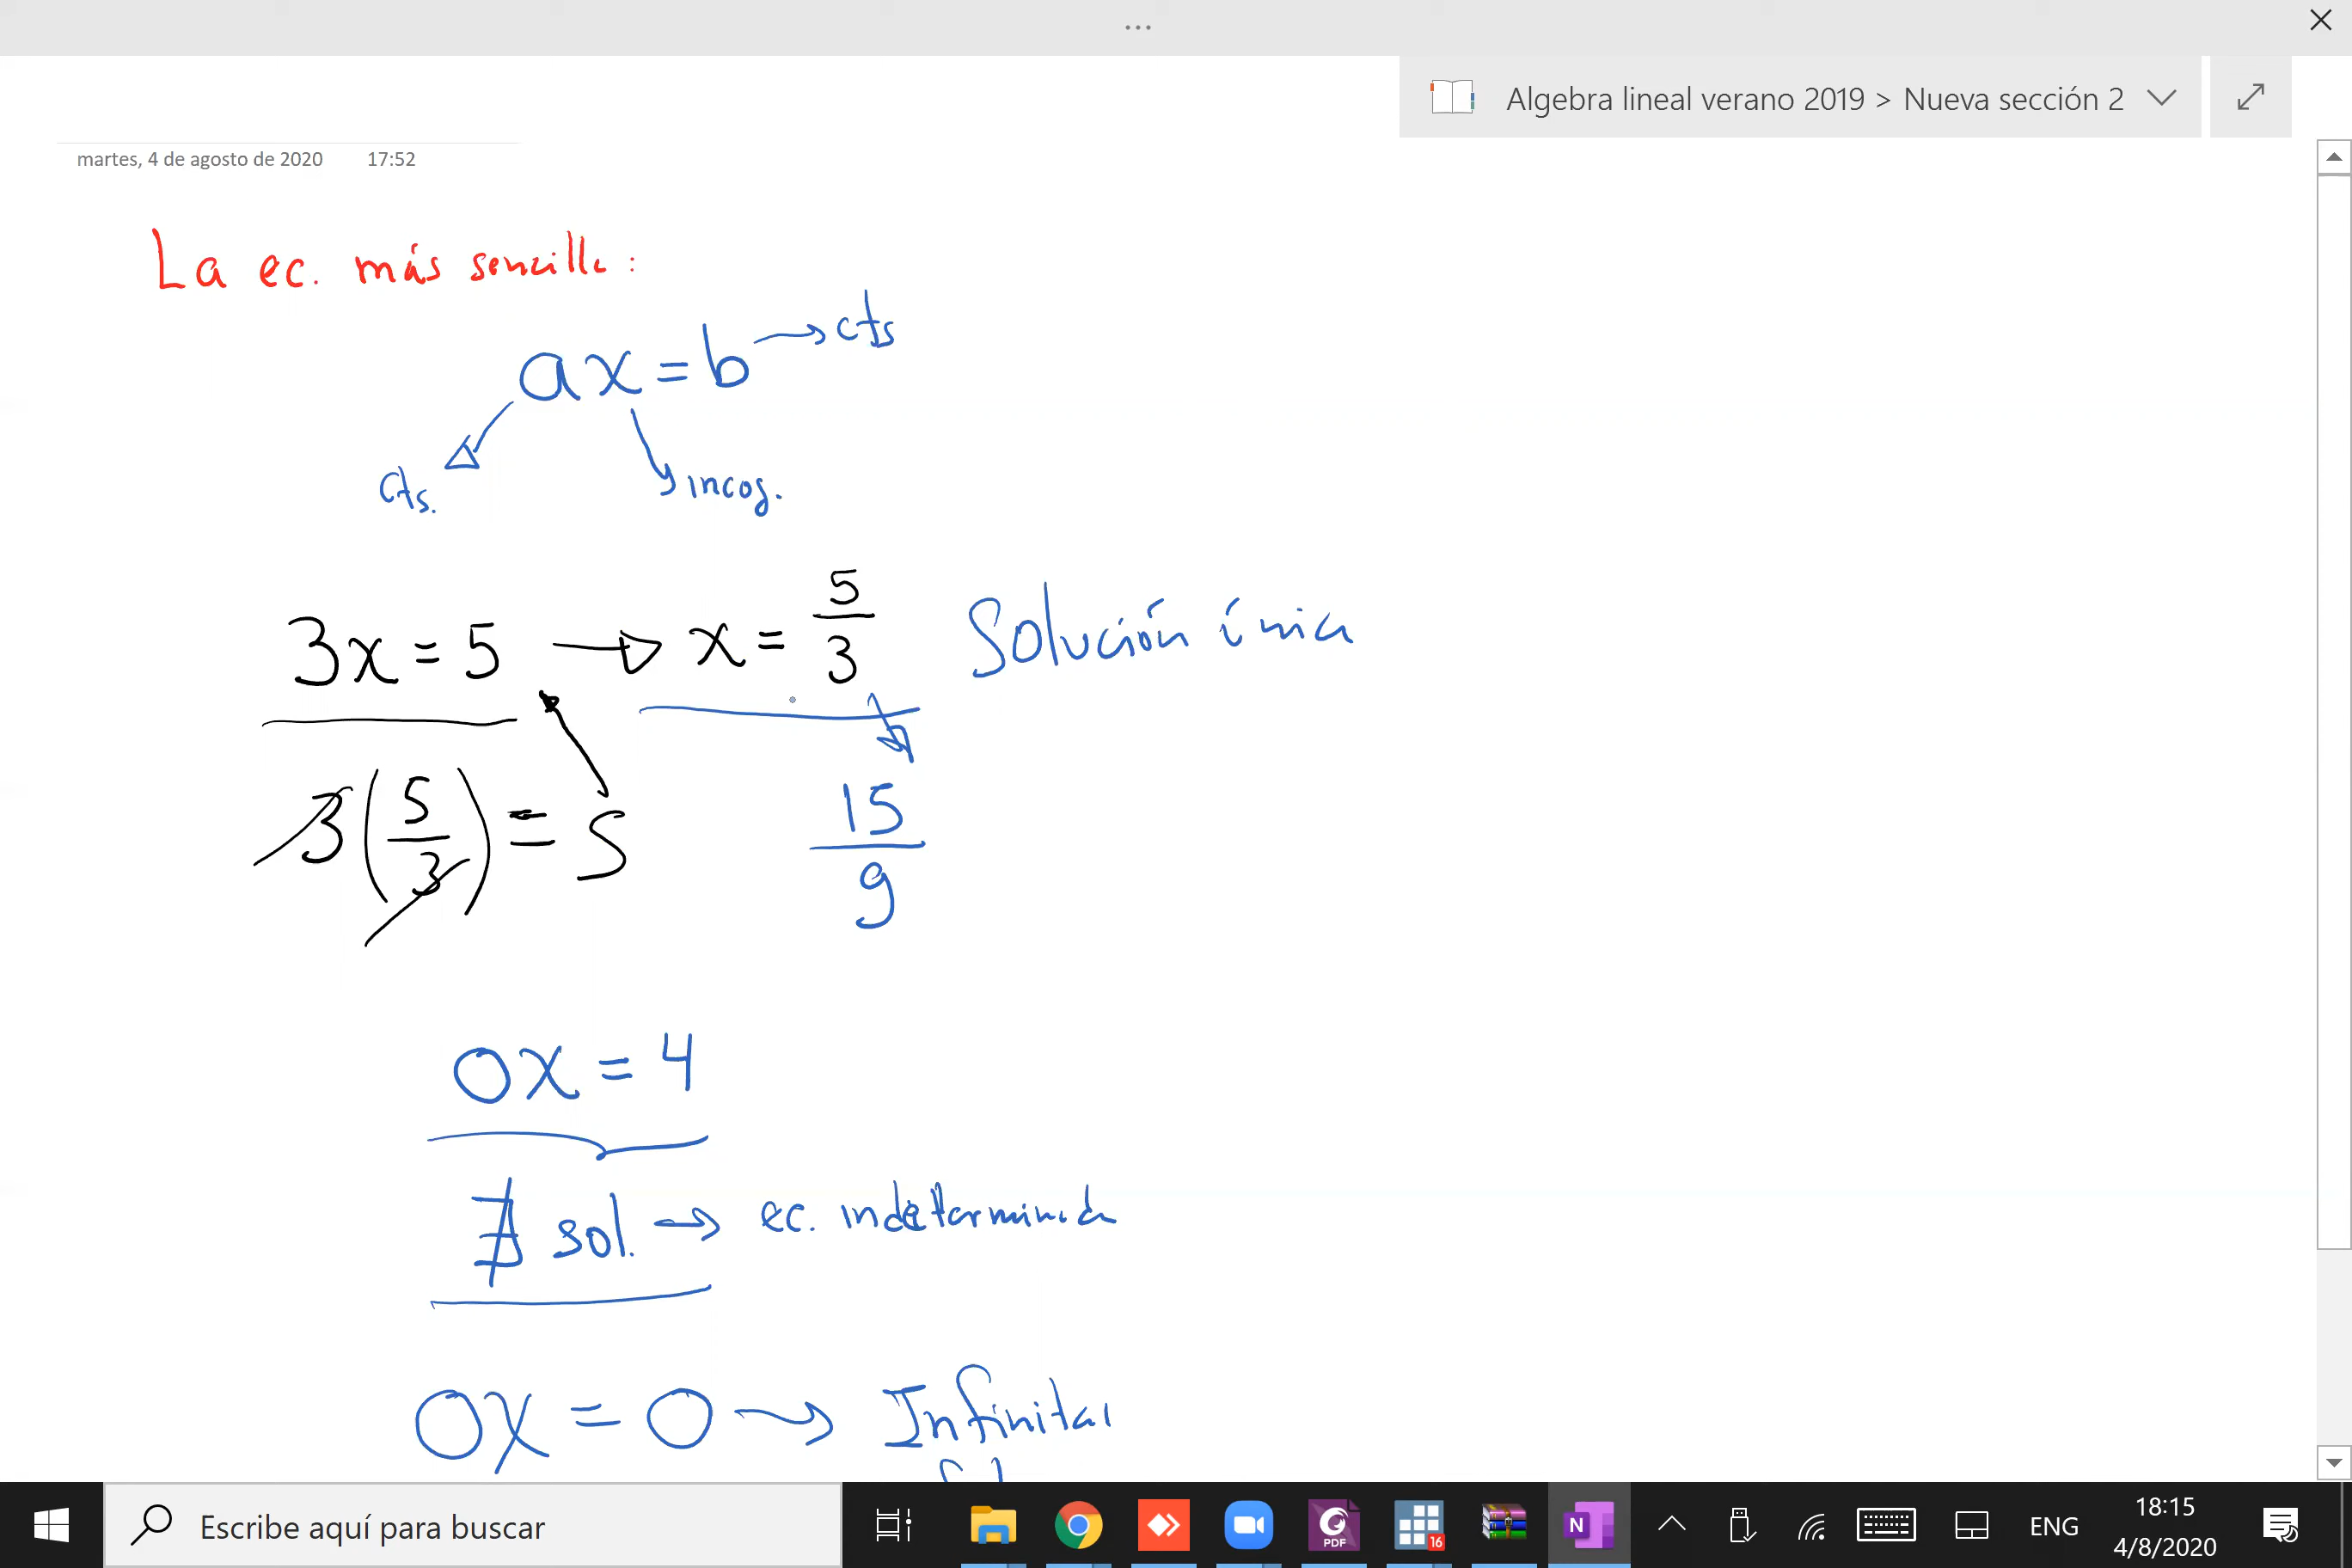 Algebra lineal verano 2019 > Nueva sección 2
martes, 4 de agosto de 2020 17:52
La ec. más sencilla :
ax = b → cts
cts.
incog.
3x = 5 → x = 5/3 Solución única
3(5/3) = 5
15/9
0x = 4
∄ sol. → ec. indeterminada
0x = 0 → Infinitas
Escribe aquí para buscar
PDF
16
N
ENG
18:15
4/8/2020